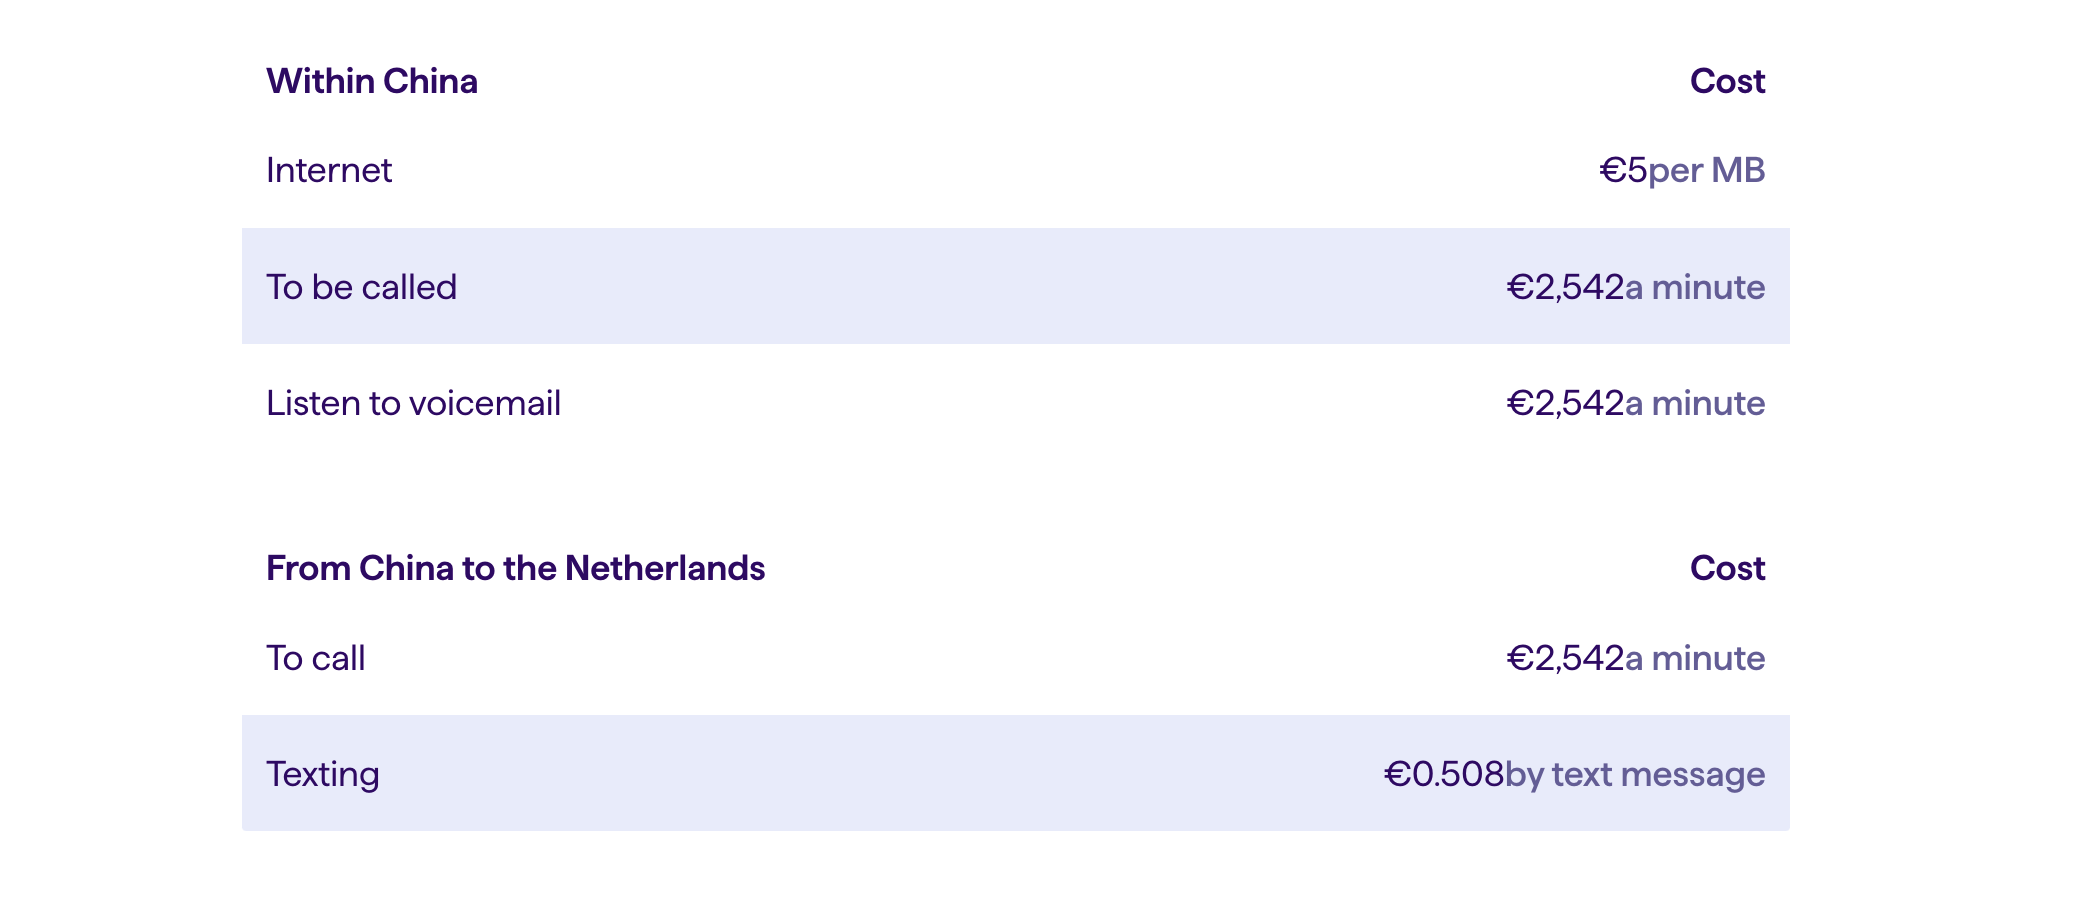 Within China Cost
Internet €5per MB
To be called €2,542a minute
Listen to voicemail €2,542a minute
From China to the Netherlands Cost
To call €2,542a minute
Texting €0.508by text message